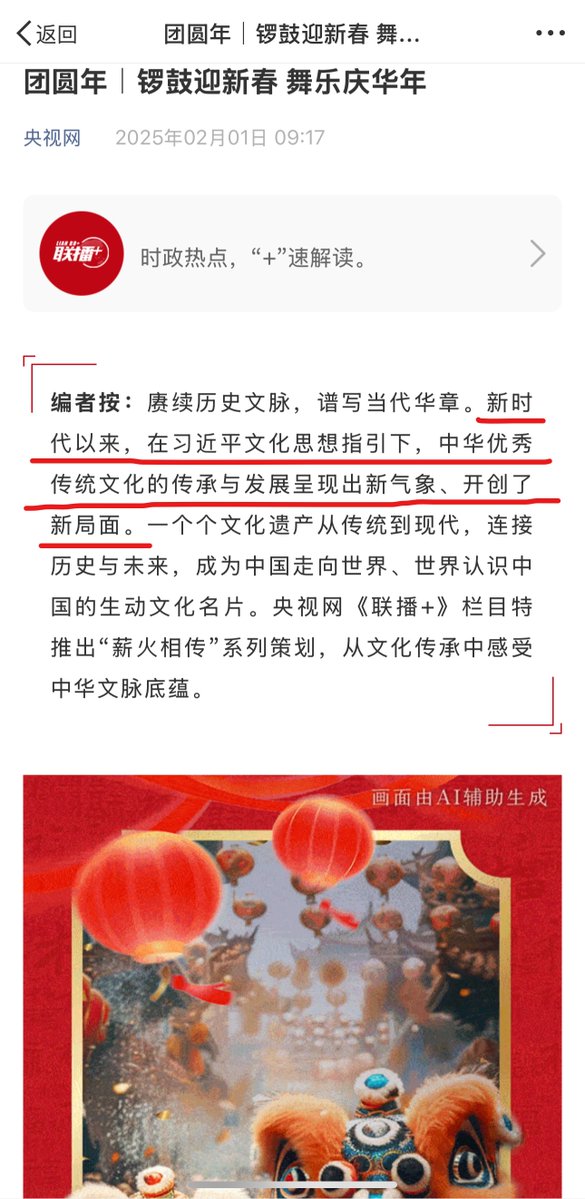 返回
团圆年｜锣鼓迎新春 舞...
团圆年｜锣鼓迎新春 舞乐庆华年
央视网 2025年02月01日 09:17
LIAN BO+
联播+
时政热点，“+”速解读。
编者按：赓续历史文脉，谱写当代华章。新时
代以来，在习近平文化思想指引下，中华优秀
传统文化的传承与发展呈现出新气象、开创了
新局面。一个个文化遗产从传统到现代，连接
历史与未来，成为中国走向世界、世界认识中
国的生动文化名片。央视网《联播+》栏目特
推出“薪火相传”系列策划，从文化传承中感受
中华文脉底蕴。
画面由AI辅助生成